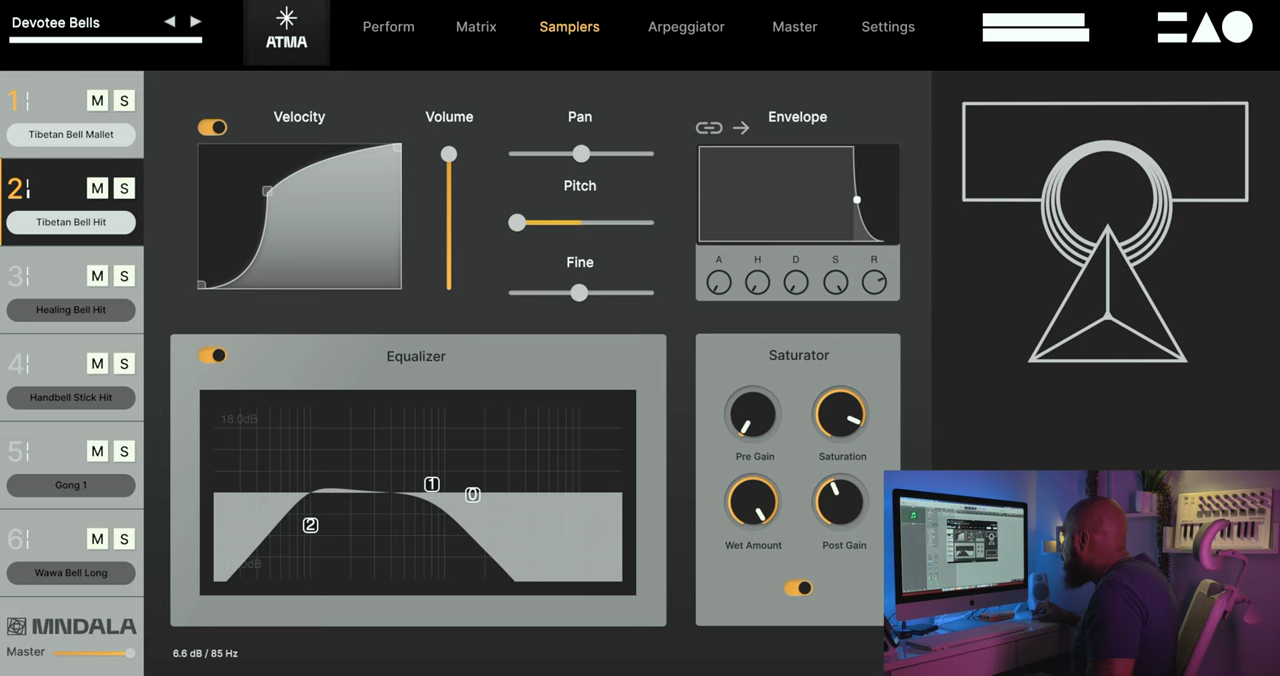 Devotee Bells
ATMA
Perform
Matrix
Samplers
Arpeggiator
Master
Settings
1
M S
Tibetan Bell Mallet
2
M S
Tibetan Bell Hit
3
M S
Healing Bell Hit
4
M S
Handbell Stick Hit
5
M S
Gong 1
6
M S
Wawa Bell Long
MNDALA
Master
Velocity
Volume
Pan
Pitch
Fine
Envelope
A H D S R
Equalizer
18.0dB
1
0
2
6.6 dB / 85 Hz
Saturator
Pre Gain
Saturation
Wet Amount
Post Gain